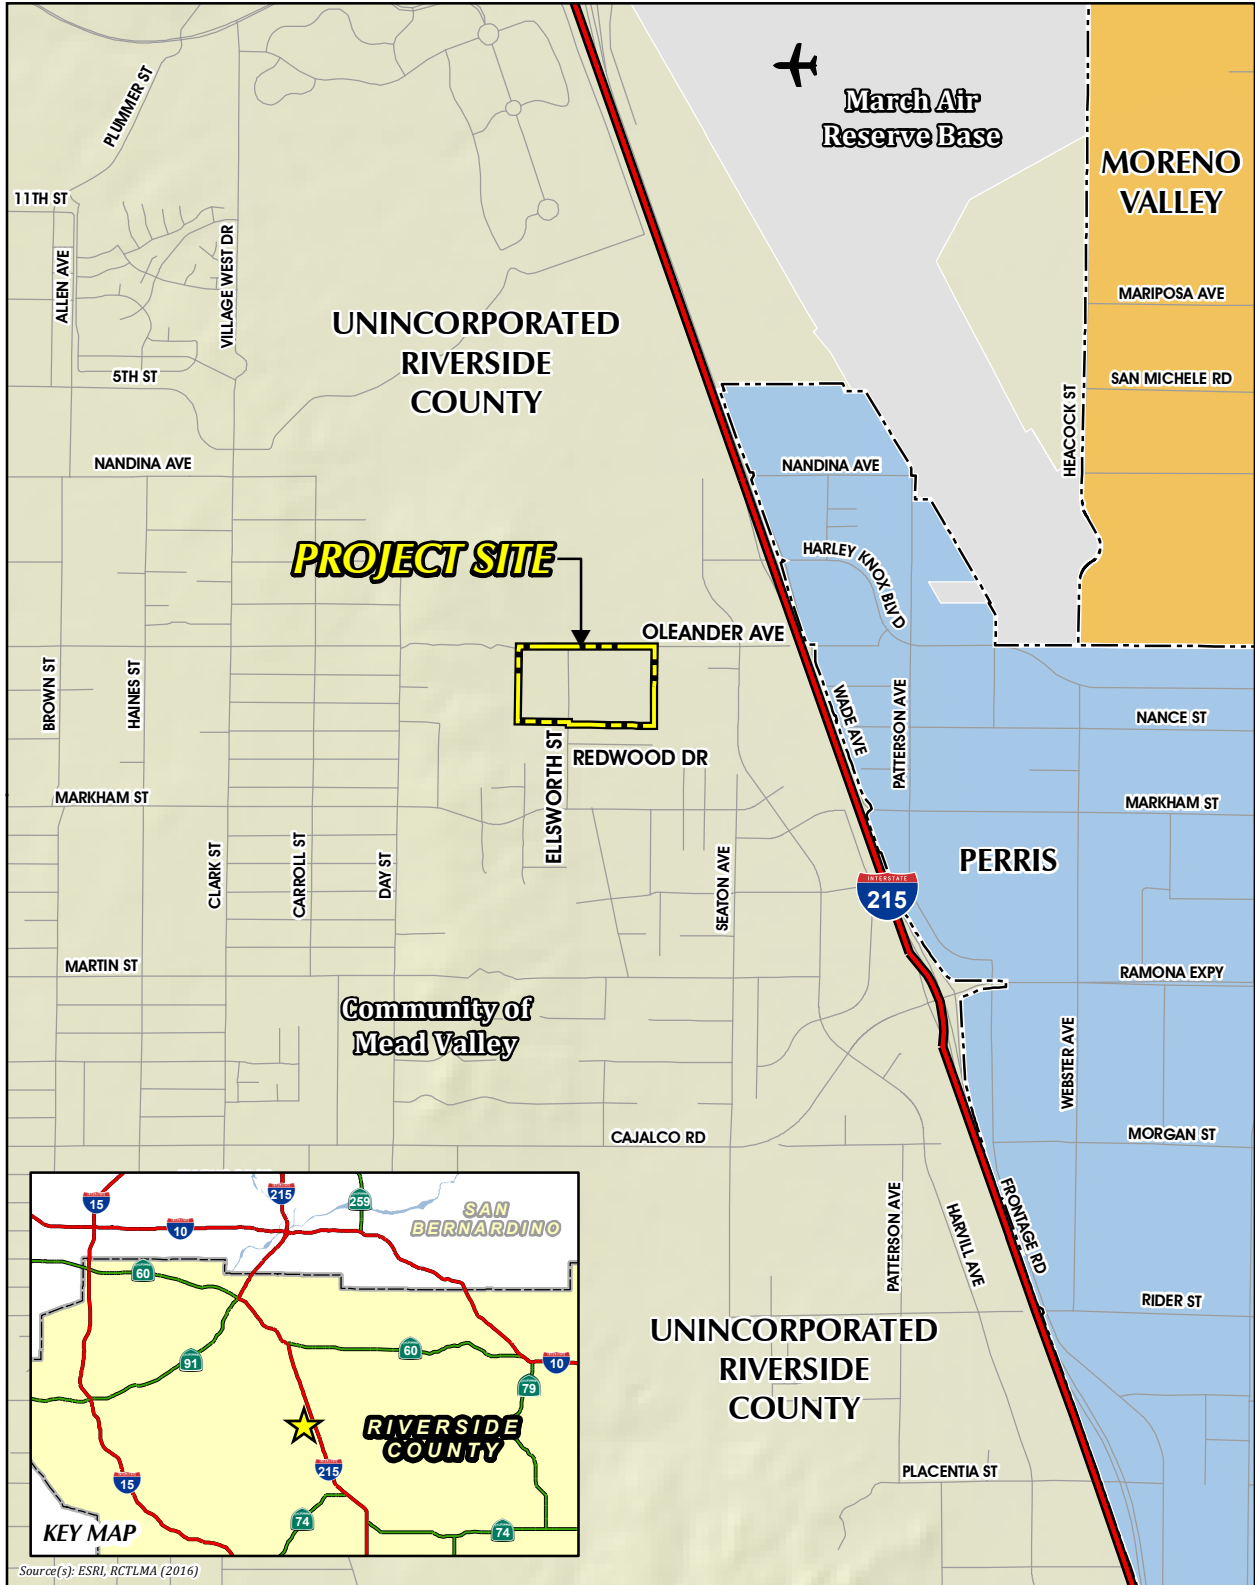 PLUMMER ST
March Air
Reserve Base
MORENO
VALLEY
11TH ST
ALLEN AVE
VILLAGE WEST DR
UNINCORPORATED
RIVERSIDE
COUNTY
MARIPOSA AVE
5TH ST
SAN MICHELE RD
HEACOCK ST
NANDINA AVE
NANDINA AVE
PROJECT SITE
HARLEY KNOX BLVD
OLEANDER AVE
BROWN ST
HAINES ST
WADE AVE
PATTERSON AVE
NANCE ST
ELLSWORTH ST
REDWOOD DR
MARKHAM ST
MARKHAM ST
CLARK ST
CARROLL ST
DAY ST
SEATON AVE
PERRIS
INTERSTATE
215
MARTIN ST
RAMONA EXPY
Community of
Mead Valley
WEBSTER AVE
CAJALCO RD
MORGAN ST
PATTERSON AVE
HARVILL AVE
FRONTAGE RD
RIDER ST
UNINCORPORATED
RIVERSIDE
COUNTY
PLACENTIA ST
15
215
259
10
SAN
BERNARDINO
60
60
91
10
79
RIVERSIDE
COUNTY
15
215
74
74
KEY MAP
Source(s): ESRI, RCTLMA (2016)